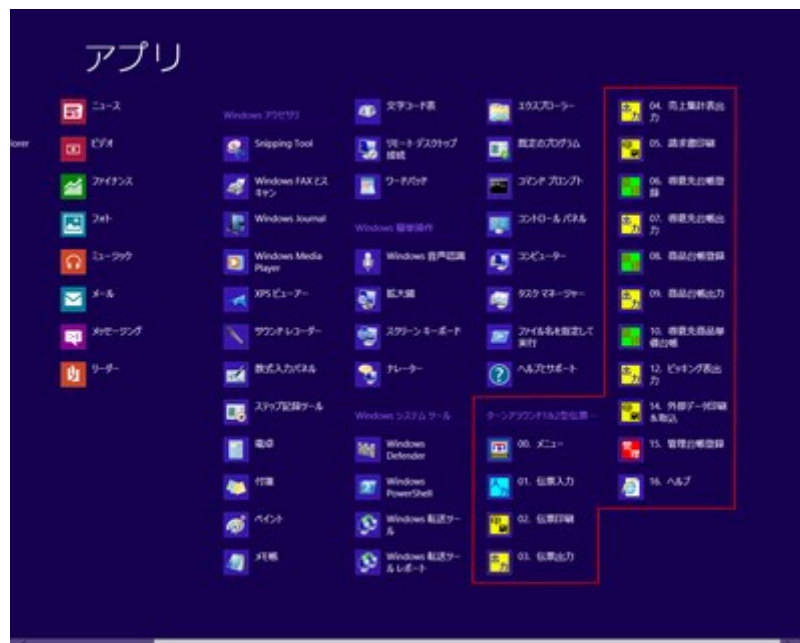 アプリ
orer
ニュース
ビデオ
ファイナンス
フォト
ミュージック
メール
メッセージング
リーダー
Windows アクセサリ
Snipping Tool
Windows FAX とス
キャン
Windows Journal
Windows Media
Player
XPS ビューアー
サウンド レコーダー
数式入力パネル
ステップ記録ツール
電卓
付箋
ペイント
メモ帳
文字コード表
リモート デスクトップ
接続
ワードパッド
Windows 簡単操作
Windows 音声認識
拡大鏡
スクリーン キーボード
ナレーター
Windows システム ツール
Windows
Defender
Windows
PowerShell
Windows 転送ツー
ル
Windows 転送ツー
ル レポート
エクスプローラー
既定のプログラム
コマンド プロンプト
コントロール パネル
コンピューター
タスク マネージャー
ファイル名を指定して
実行
ヘルプとサポート
ターンアラウンド1&2型伝票…
00. メニュー
01. 伝票入力
02. 伝票印刷
03. 伝票出力
04. 売上集計表出
力
05. 請求書印刷
06. 得意先台帳登
録
07. 得意先台帳出
力
08. 商品台帳登録
09. 商品台帳出力
10. 得意先商品単
価台帳
12. ピッキング表出
力
14. 外部データ印刷
&取込
15. 管理台帳登録
16. ヘルプ